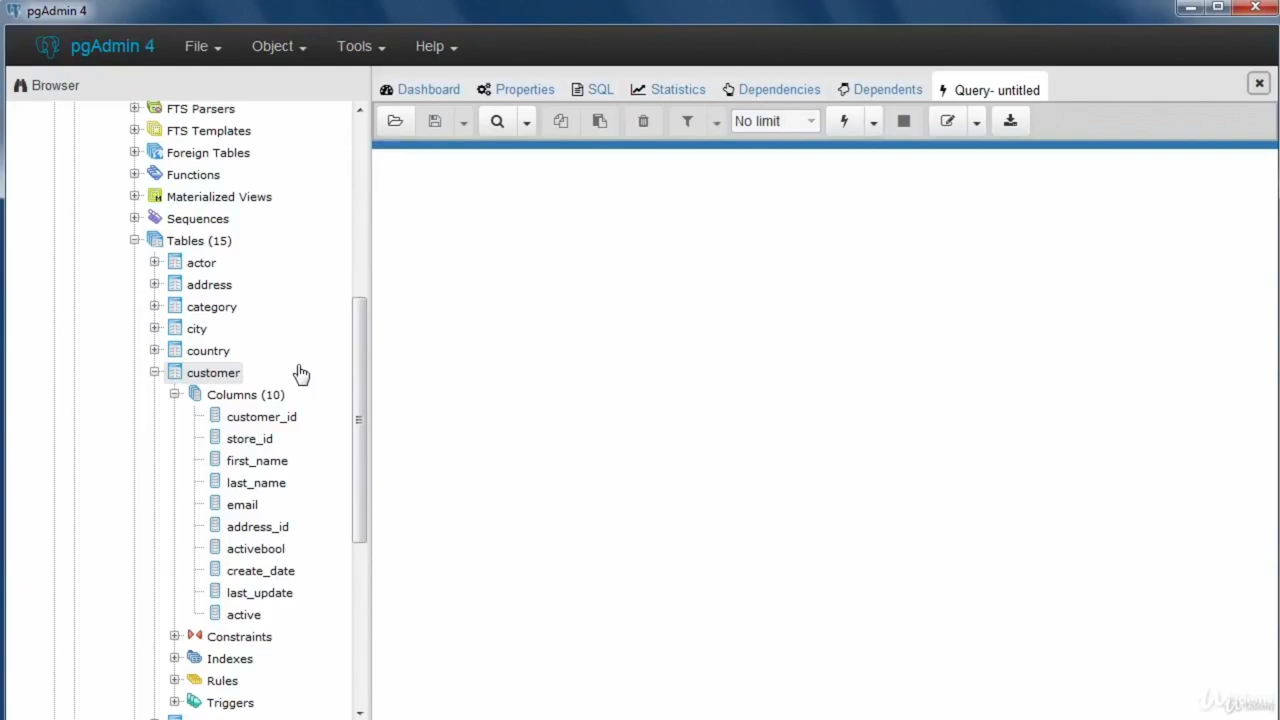 pgAdmin 4
pgAdmin 4 File Object Tools Help
Browser
Dashboard Properties SQL Statistics Dependencies Dependents Query- untitled
No limit
FTS Parsers
FTS Templates
Foreign Tables
Functions
Materialized Views
Sequences
Tables (15)
actor
address
category
city
country
customer
Columns (10)
customer_id
store_id
first_name
last_name
email
address_id
activebool
create_date
last_update
active
Constraints
Indexes
Rules
Triggers